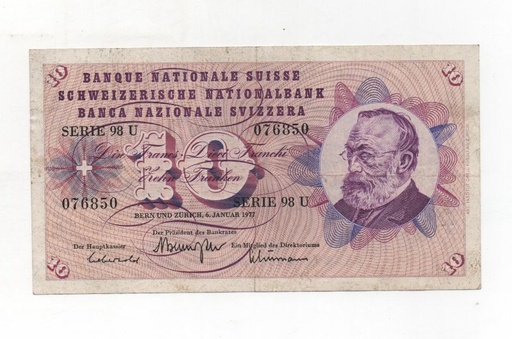 10
10
BANQUE NATIONALE SUISSE
SCHWEIZERISCHE NATIONALBANK
BANCA NAZIONALE SVIZZERA
SERIE 98 U
076850
Dix Francs · Dieci Franchi
10
Zehn Franken
076850
SERIE 98 U
BERN UND ZÜRICH, 6. JANUAR 1977
Der Präsident des Bankrates
Der Hauptkassier
Ein Mitglied des Direktoriums
10
10